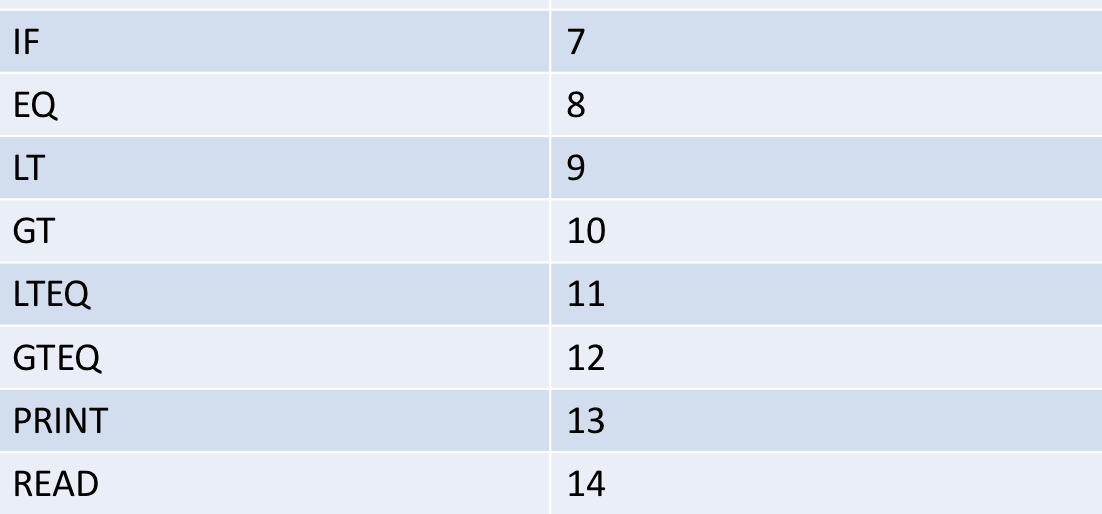 IF 7
EQ 8
LT 9
GT 10
LTEQ 11
GTEQ 12
PRINT 13
READ 14